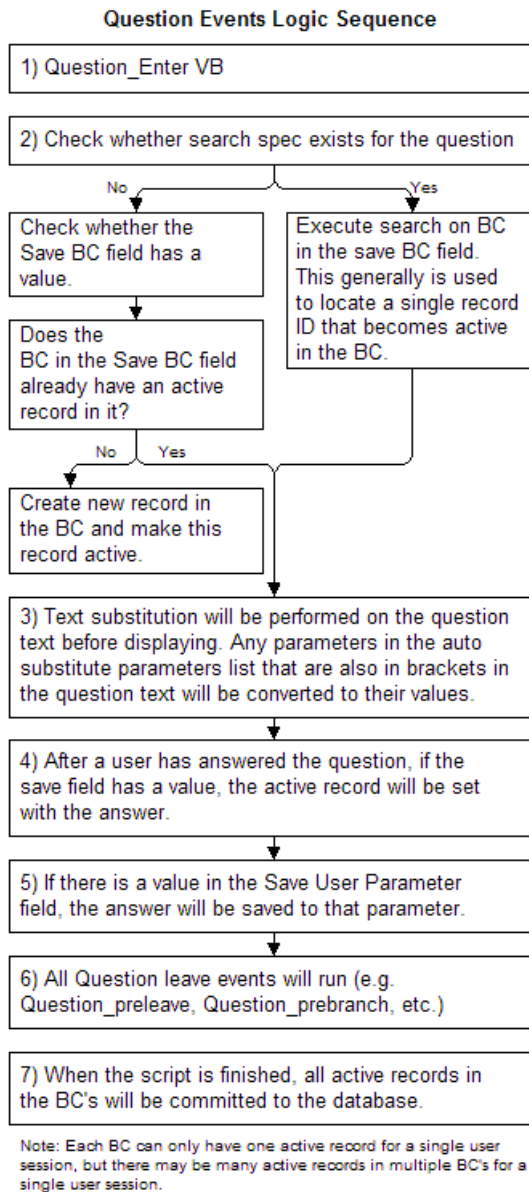 Question Events Logic Sequence
1) Question_Enter VB
2) Check whether search spec exists for the question
No
Yes
Check whether the
Save BC field has a
value.
Execute search on BC
in the save BC field.
This generally is used
to locate a single record
ID that becomes active
in the BC.
Does the
BC in the Save BC field
already have an active
record in it?
No
Yes
Create new record in
the BC and make this
record active.
3) Text substitution will be performed on the question
text before displaying. Any parameters in the auto
substitute parameters list that are also in brackets in
the question text will be converted to their values.
4) After a user has answered the question, if the
save field has a value, the active record will be set
with the answer.
5) If there is a value in the Save User Parameter
field, the answer will be saved to that parameter.
6) All Question leave events will run (e.g.
Question_preleave, Question_prebranch, etc.)
7) When the script is finished, all active records in
the BC's will be committed to the database.
Note: Each BC can only have one active record for a single user
session, but there may be many active records in multiple BC's for a
single user session.